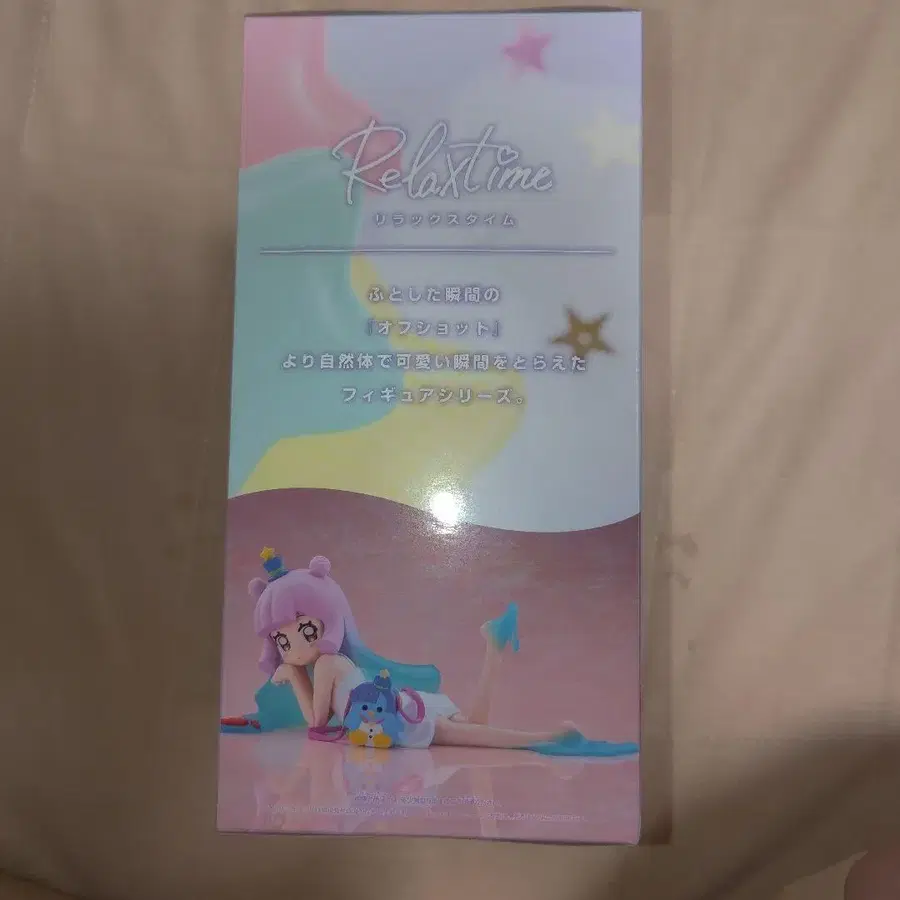 Relaxtime
リラックスタイム
ふとした瞬間の
『オフショット』
より自然体で可愛い瞬間をとらえた
フィギュアシリーズ。